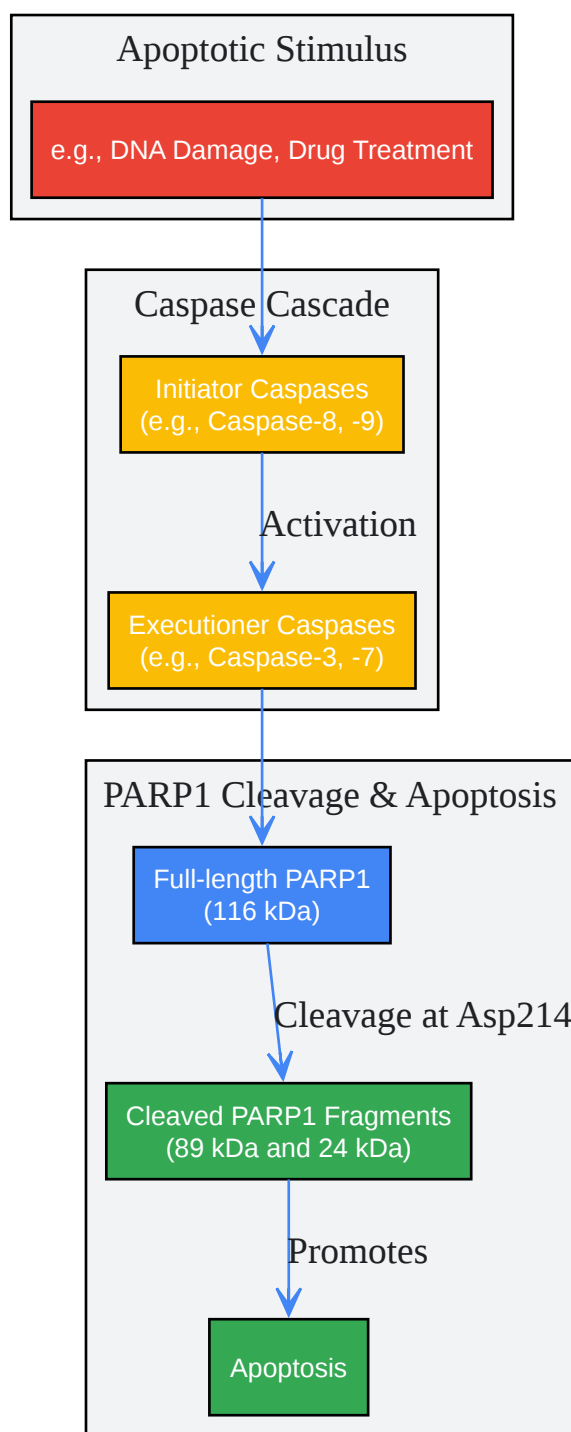 Apoptotic Stimulus
e.g., DNA Damage, Drug Treatment
Caspase Cascade
Initiator Caspases
(e.g., Caspase-8, -9)
Activation
Executioner Caspases
(e.g., Caspase-3, -7)
PARP1 Cleavage & Apoptosis
Full-length PARP1
(116 kDa)
Cleavage at Asp214
Cleaved PARP1 Fragments
(89 kDa and 24 kDa)
Promotes
Apoptosis